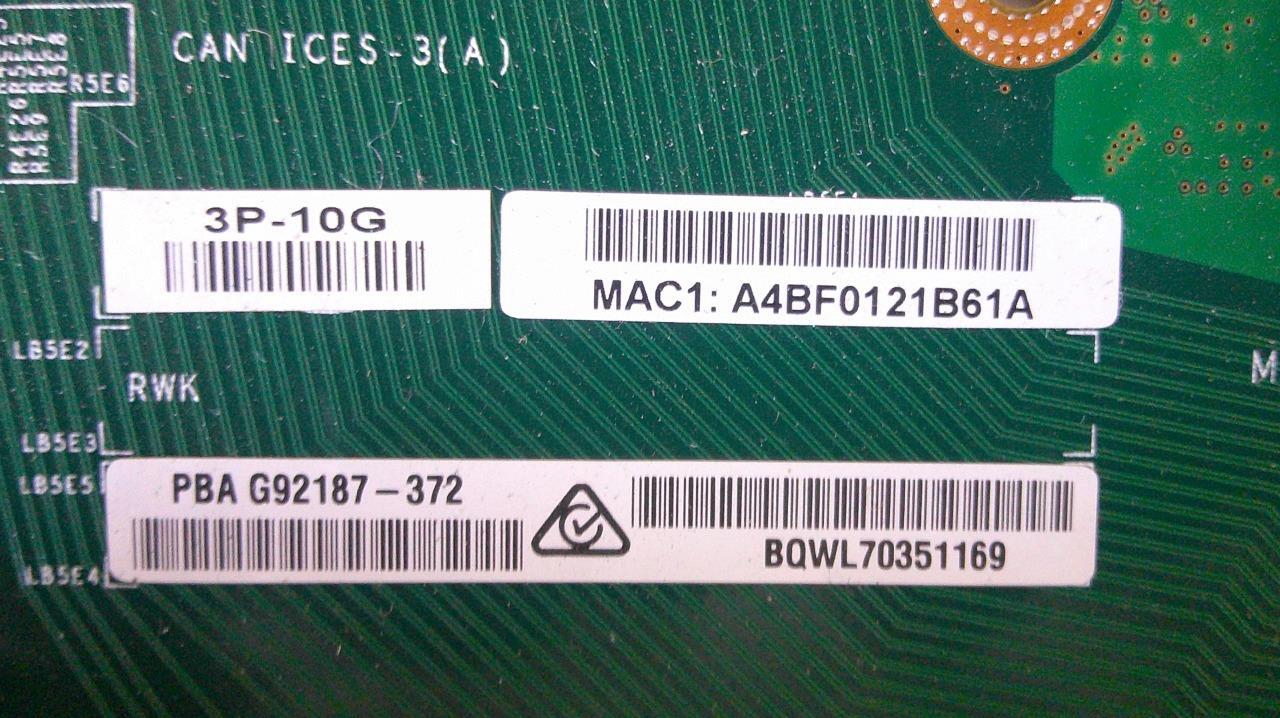 CAN ICES-3(A)
R5E6
3P-10G
MAC1: A4BF0121B61A
LB5E2
RWK
M
LB5E3
LB5E5
PBA G92187-372
BQWL70351169
LB5E4